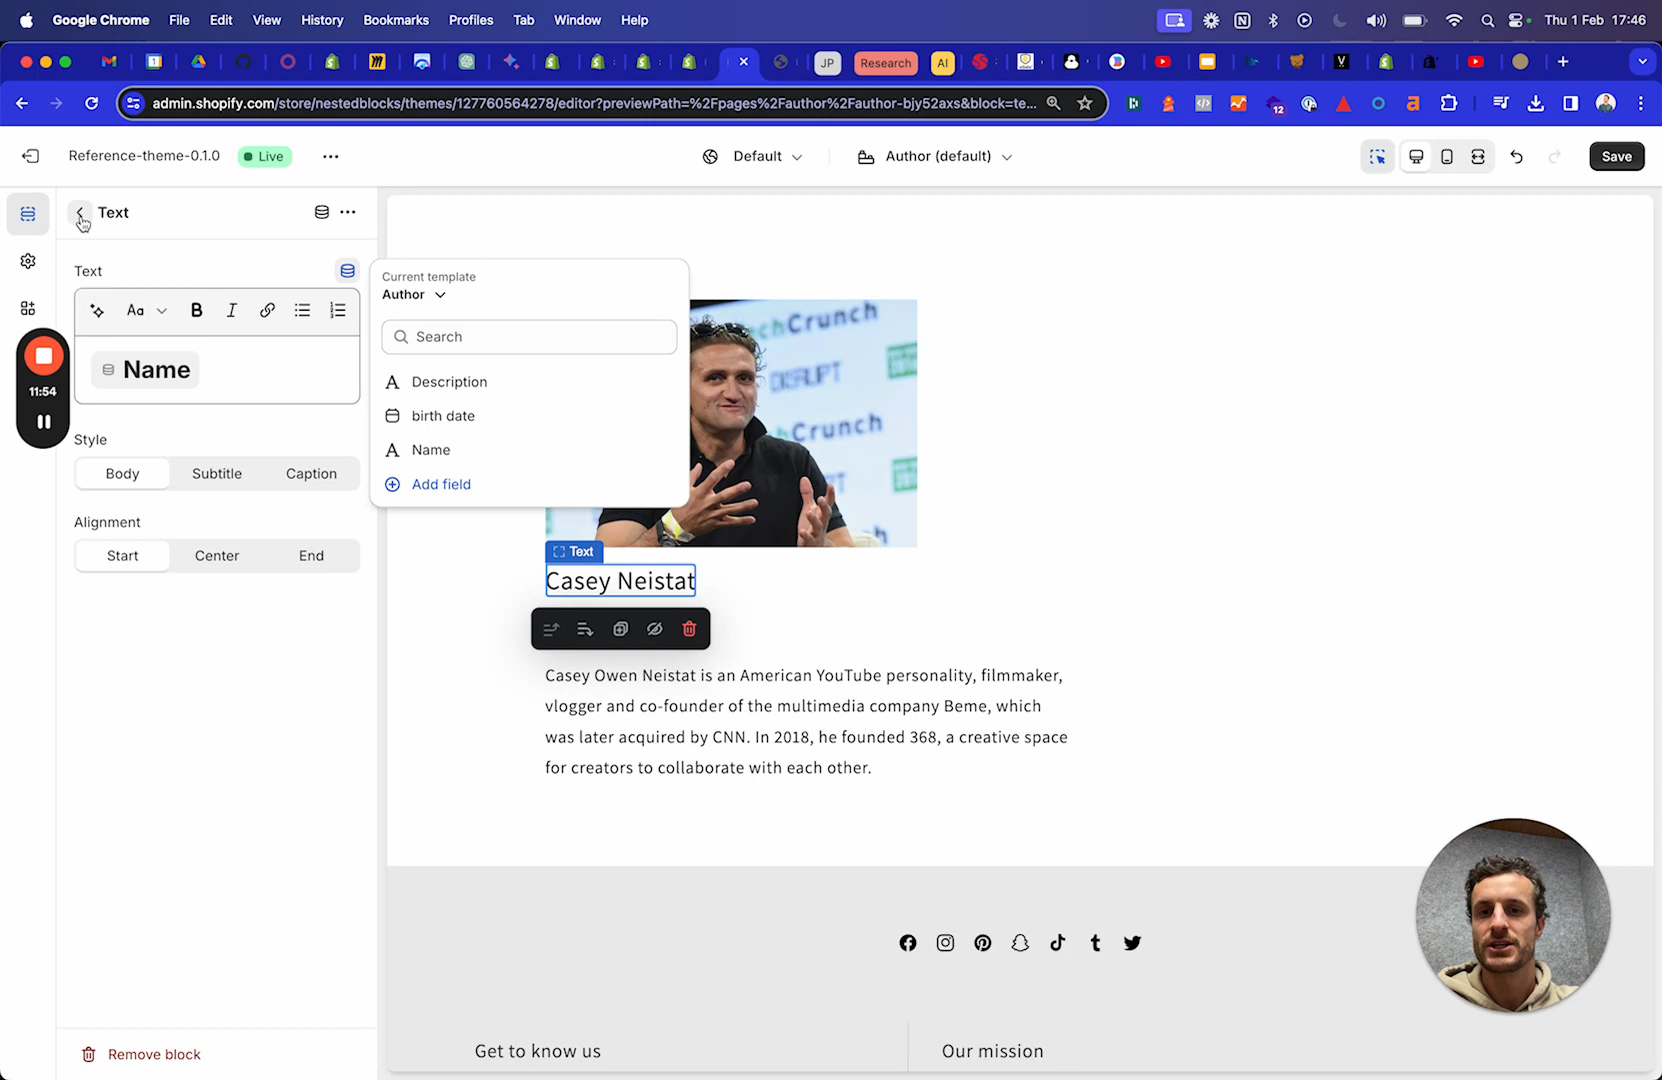 Google Chrome File Edit View History Bookmarks Profiles Tab Window Help
Thu 1 Feb 17:46
JP Research AI
admin.shopify.com/store/nestedblocks/themes/127760564278/editor?previewPath=%2Fpages%2Fauthor%2Fauthor-bjy52axs&block=te...
12
Reference-theme-0.1.0 Live
Default
Author (default)
Save
Text
Text
Aa B I
Name
11:54
Style
Body Subtitle Caption
Alignment
Start Center End
Remove block
Current template
Author
Search
Description
birth date
Name
Add field
Crunch
DISRUPT
Crunch
Text
Casey Neistat
Casey Owen Neistat is an American YouTube personality, filmmaker,
vlogger and co-founder of the multimedia company Beme, which
was later acquired by CNN. In 2018, he founded 368, a creative space
for creators to collaborate with each other.
Get to know us
Our mission